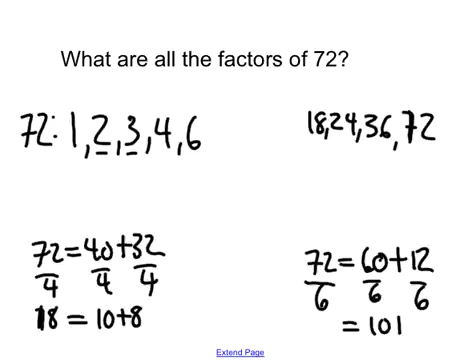 What are all the factors of 72?
72: 1, 2, 3, 4, 6
18, 24, 36, 72
72 = 40 + 32
4 4 4
18 = 10 + 8
72 = 60 + 12
6 6 6
= 101
Extend Page